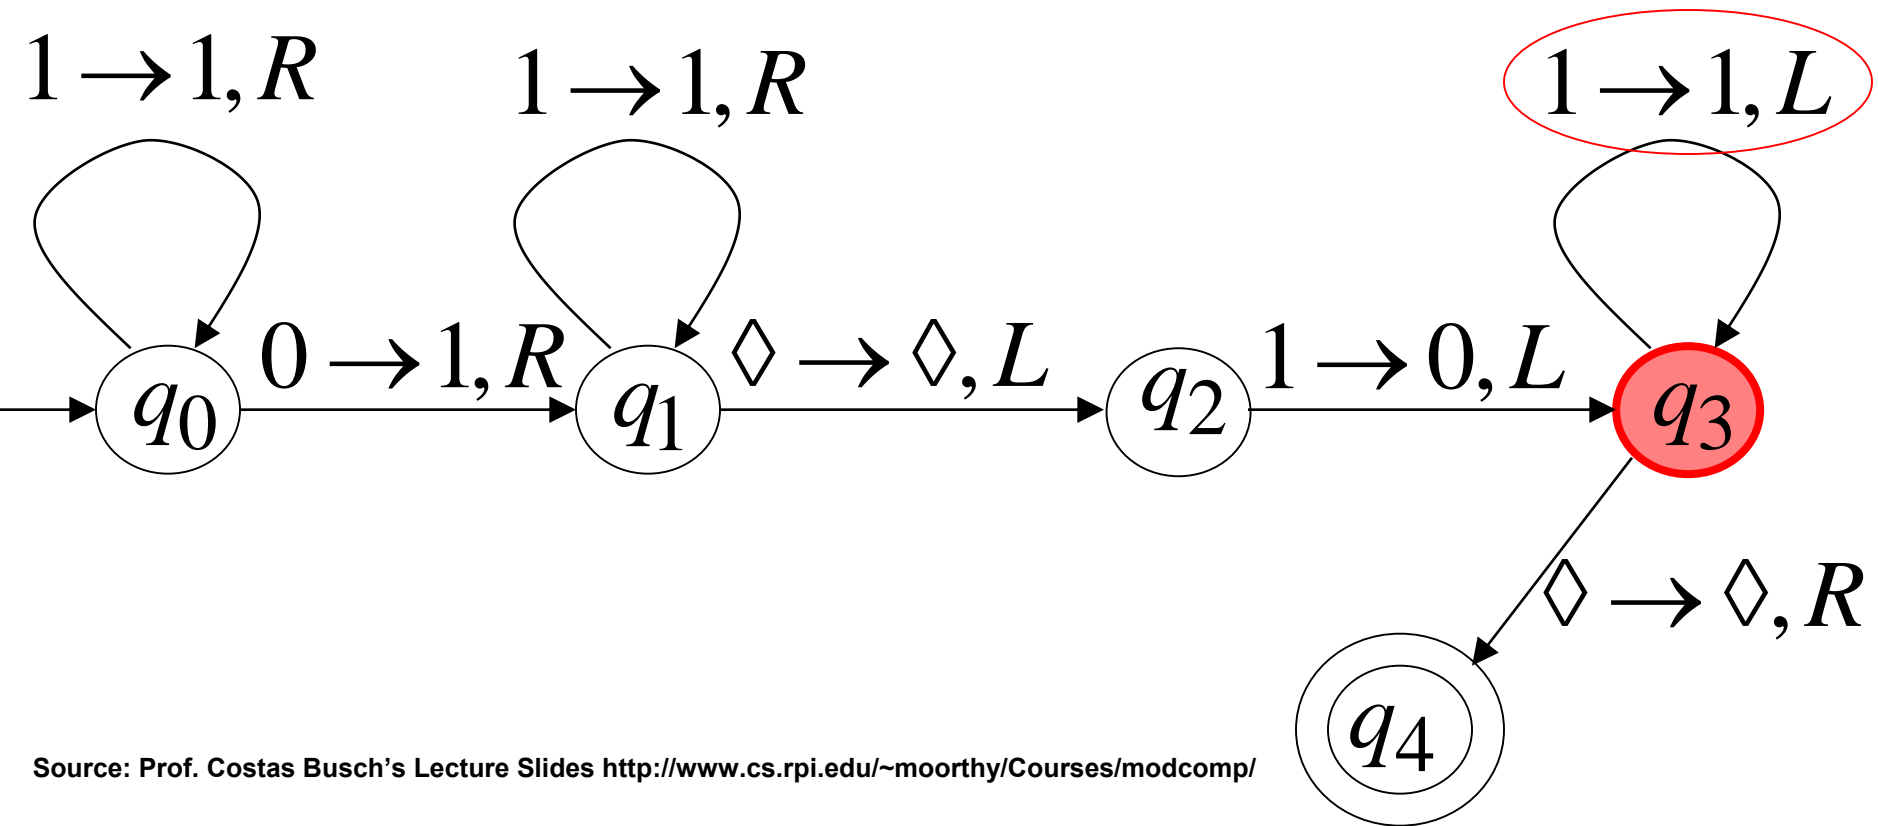 1 → 1, R
1 → 1, R
1 → 1, L
0 → 1, R
◊ → ◊, L
1 → 0, L
q0
q1
q2
q3
◊ → ◊, R
q4
Source: Prof. Costas Busch's Lecture Slides http://www.cs.rpi.edu/~moorthy/Courses/modcomp/